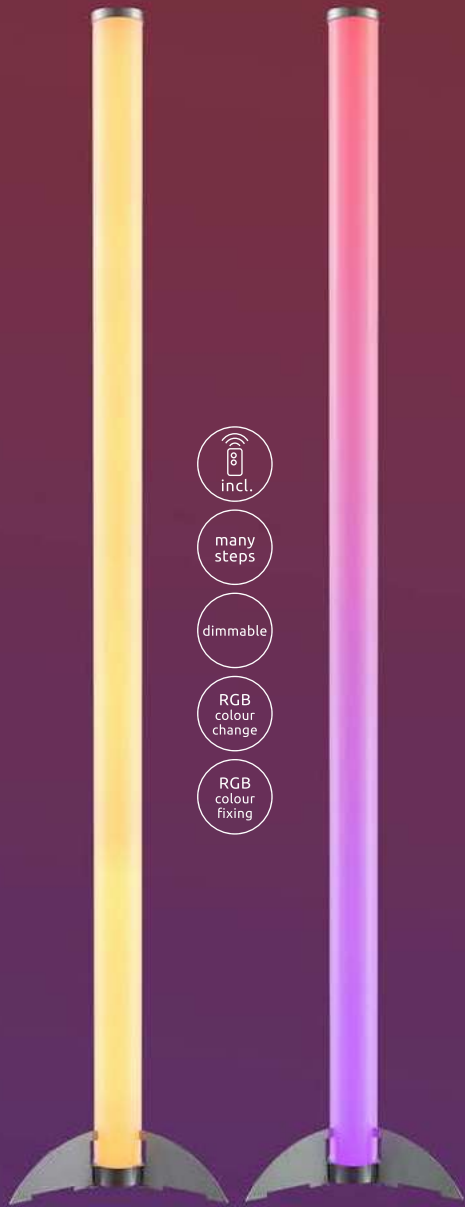 incl.
many
steps
dimmable
RGB
colour
change
RGB
colour
fixing